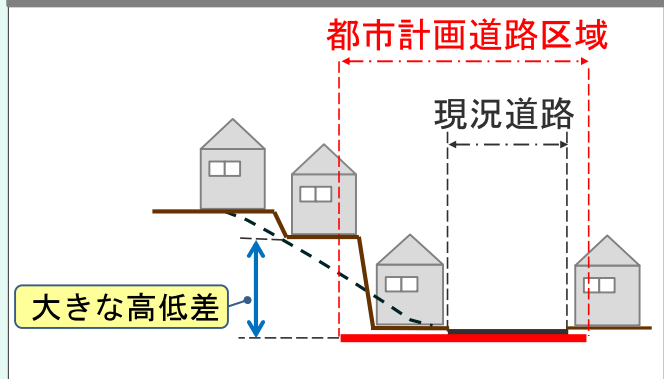 都市計画道路区域
現況道路
大きな高低差